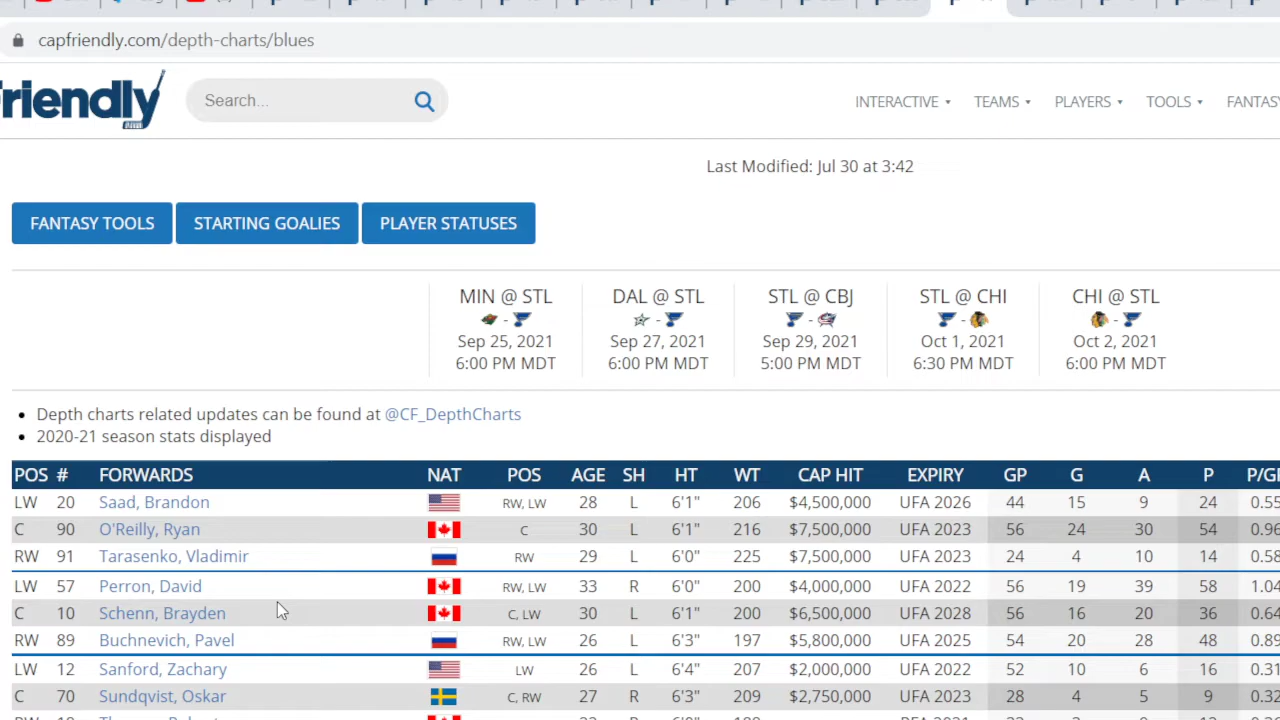 capfriendly.com/depth-charts/blues
Friendly
Search...
INTERACTIVE TEAMS PLAYERS TOOLS FANTASY
Last Modified: Jul 30 at 3:42
FANTASY TOOLS STARTING GOALIES PLAYER STATUSES
MIN @ STL DAL @ STL STL @ CBJ STL @ CHI CHI @ STL
- - - - -
Sep 25, 2021 Sep 27, 2021 Sep 29, 2021 Oct 1, 2021 Oct 2, 2021
6:00 PM MDT 6:00 PM MDT 5:00 PM MDT 6:30 PM MDT 6:00 PM MDT
• Depth charts related updates can be found at @CF_DepthCharts
• 2020-21 season stats displayed
POS # FORWARDS NAT POS AGE SH HT WT CAP HIT EXPIRY GP G A P P/GP
LW 20 Saad, Brandon RW, LW 28 L 6'1" 206 $4,500,000 UFA 2026 44 15 9 24 0.55
C 90 O'Reilly, Ryan C 30 L 6'1" 216 $7,500,000 UFA 2023 56 24 30 54 0.96
RW 91 Tarasenko, Vladimir RW 29 L 6'0" 225 $7,500,000 UFA 2023 24 4 10 14 0.58
LW 57 Perron, David RW, LW 33 R 6'0" 200 $4,000,000 UFA 2022 56 19 39 58 1.04
C 10 Schenn, Brayden C, LW 30 L 6'1" 200 $6,500,000 UFA 2028 56 16 20 36 0.64
RW 89 Buchnevich, Pavel RW, LW 26 L 6'3" 197 $5,800,000 UFA 2025 54 20 28 48 0.89
LW 12 Sanford, Zachary LW 26 L 6'4" 207 $2,000,000 UFA 2022 52 10 6 16 0.31
C 70 Sundqvist, Oskar C, RW 27 R 6'3" 209 $2,750,000 UFA 2023 28 4 5 9 0.32